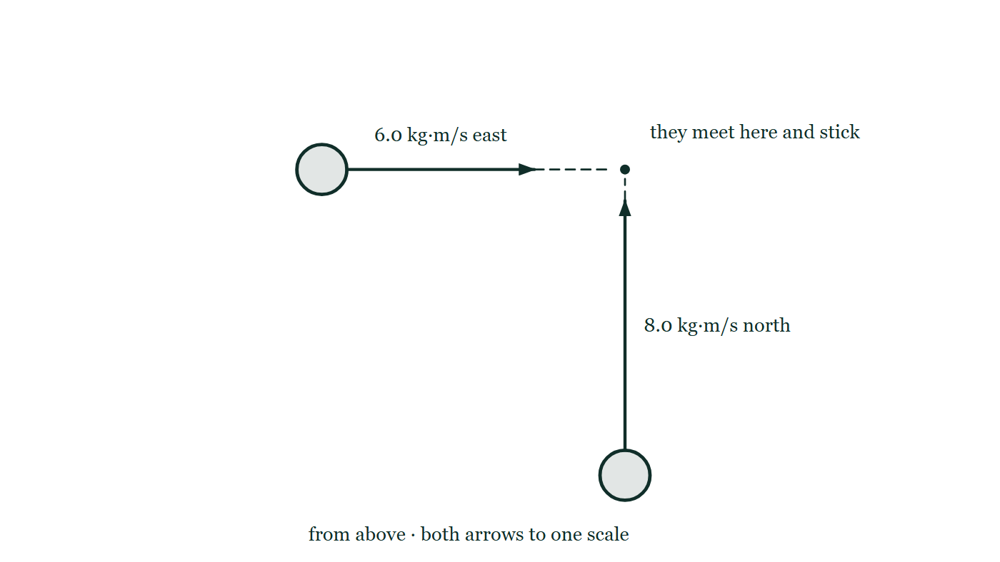 they meet here and stick
6.0 kg·m/s east
8.0 kg·m/s north
from above · both arrows to one scale